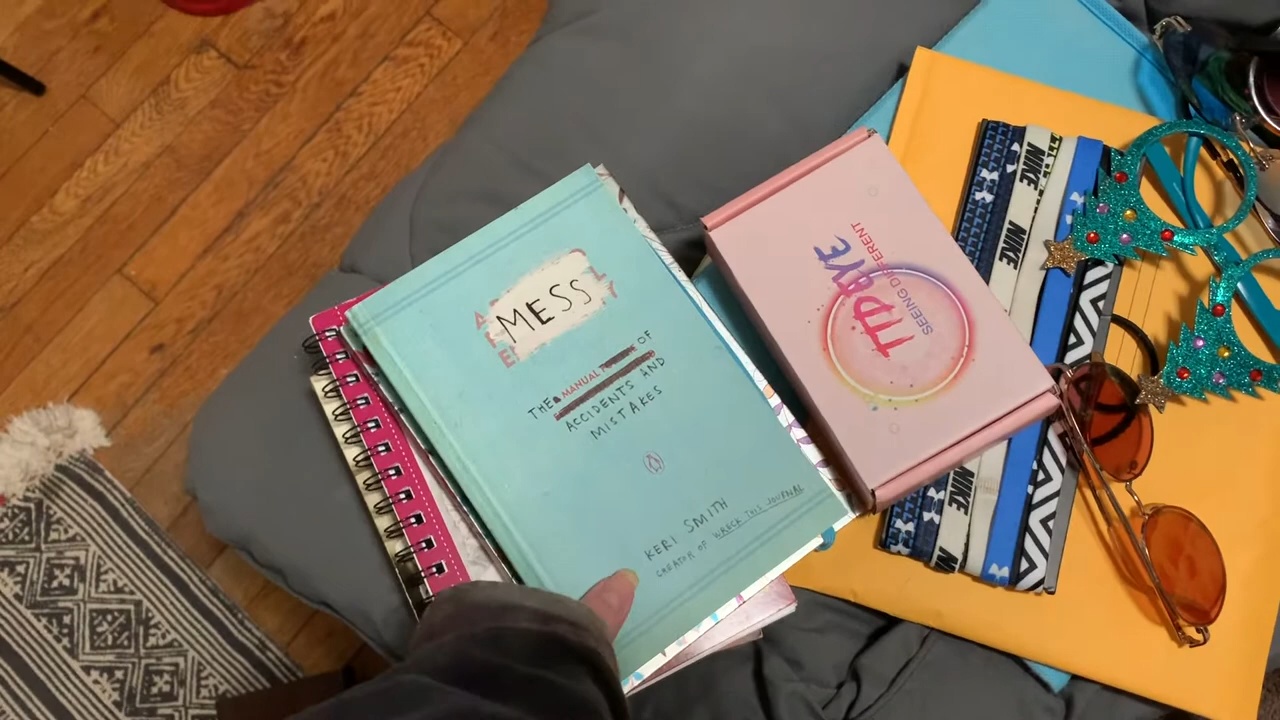 MESS
THE A MANUAL OF
ACCIDENTS AND
MISTAKES
KERI SMITH
CREATOR OF WRECK THIS JOURNAL
TTDEYE
SEEING DIFFERENT
NIKE
NIKE
NIKE